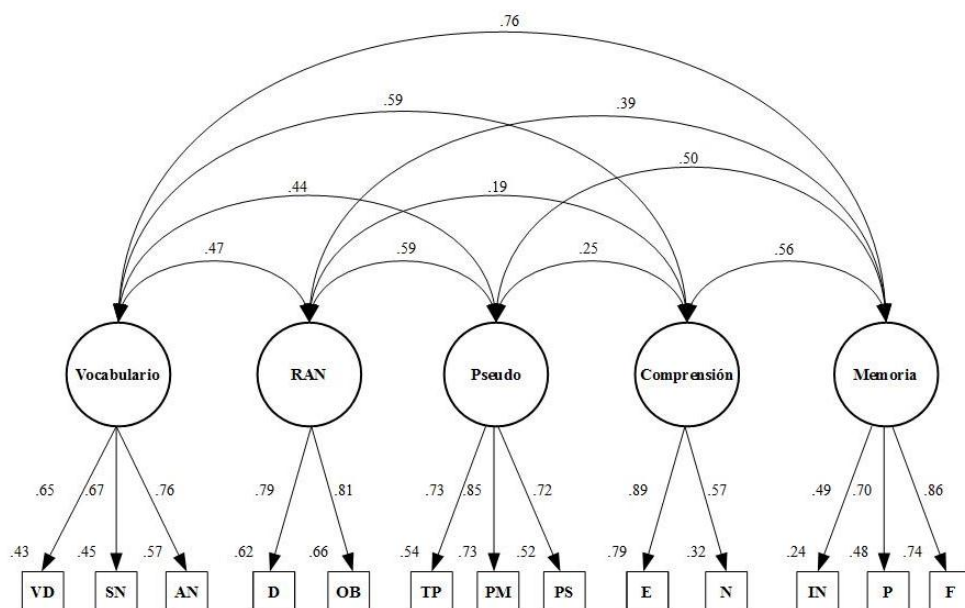 .76
.59 .39
.50
.44 .19
.47 .59 .25 .56
Vocabulario RAN Pseudo Comprensión Memoria
.65 .67 .76 .79 .81 .73 .85 .72 .89 .57 .49 .70 .86
.43 .45 .57 .62 .66 .54 .73 .52 .79 .32 .24 .48 .74
VD SN AN D OB TP PM PS E N IN P F